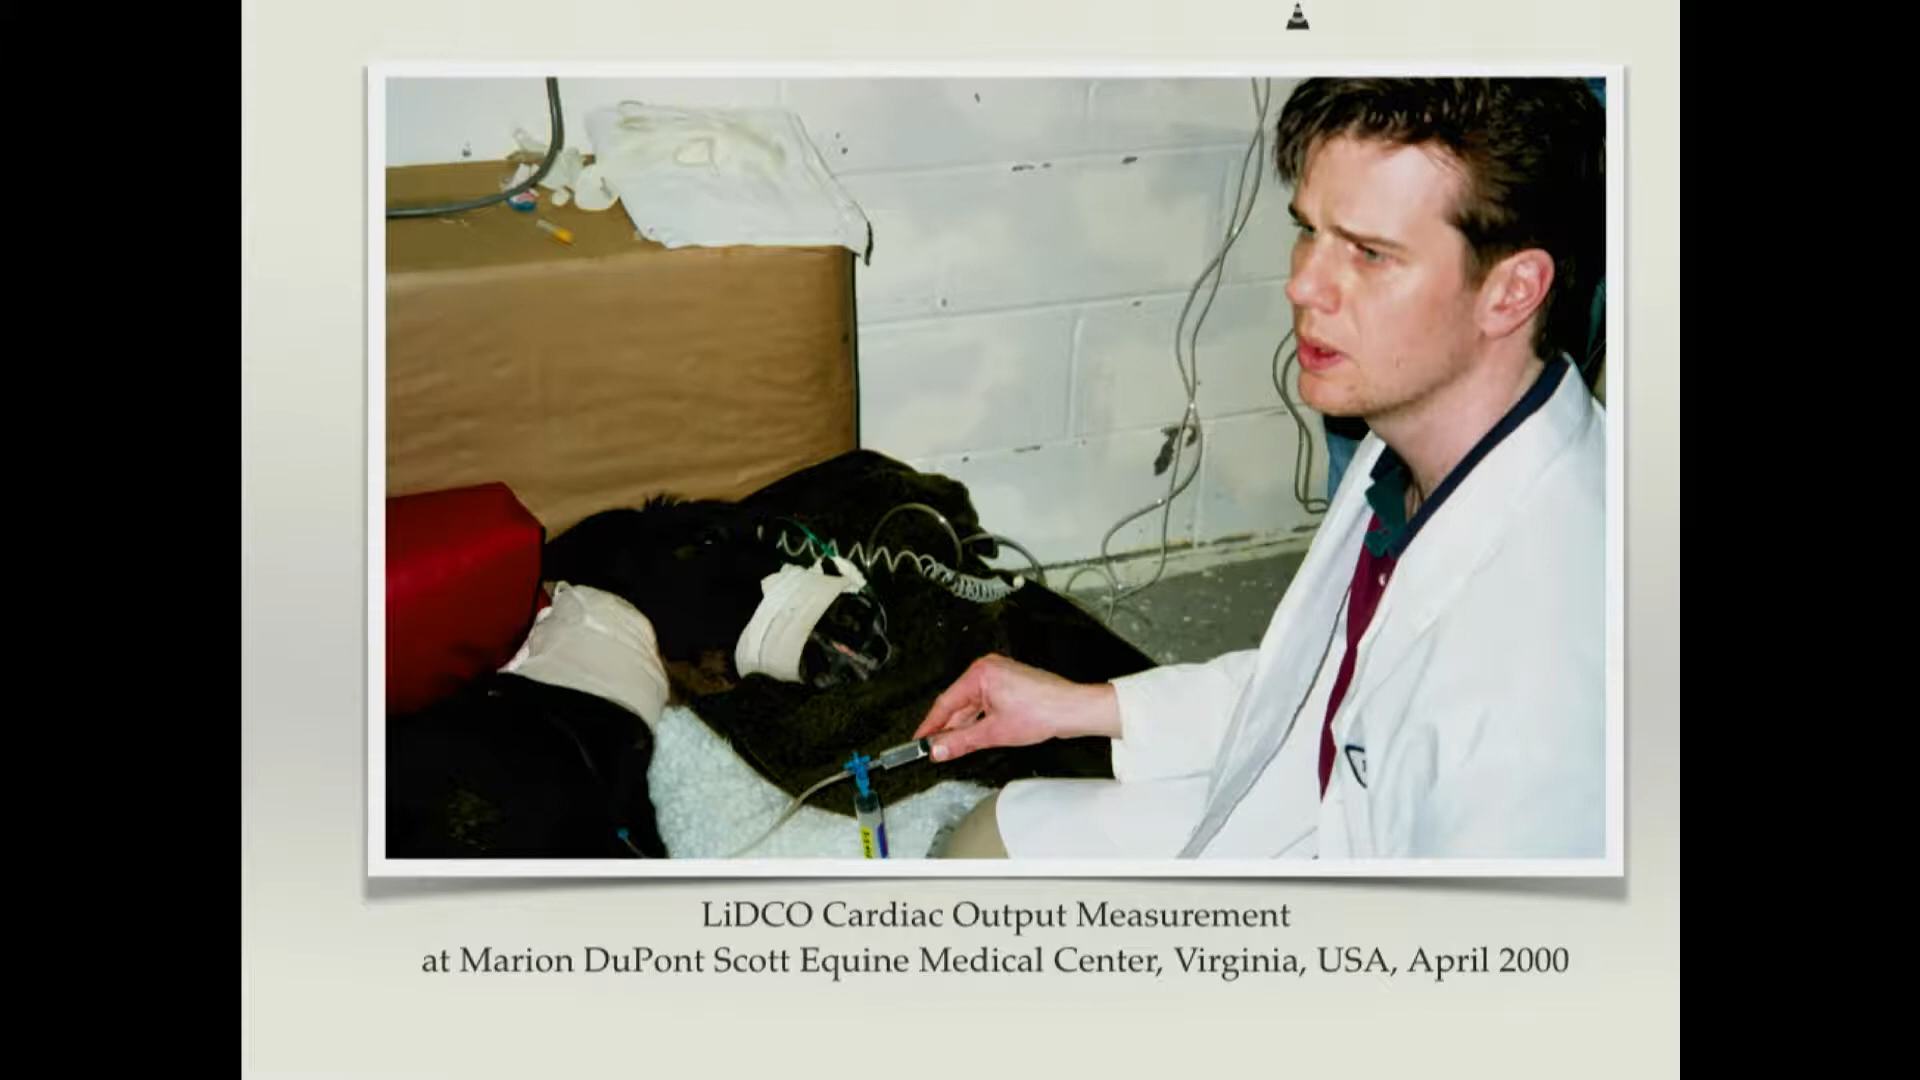 LiDCO Cardiac Output Measurement
at Marion DuPont Scott Equine Medical Center, Virginia, USA, April 2000